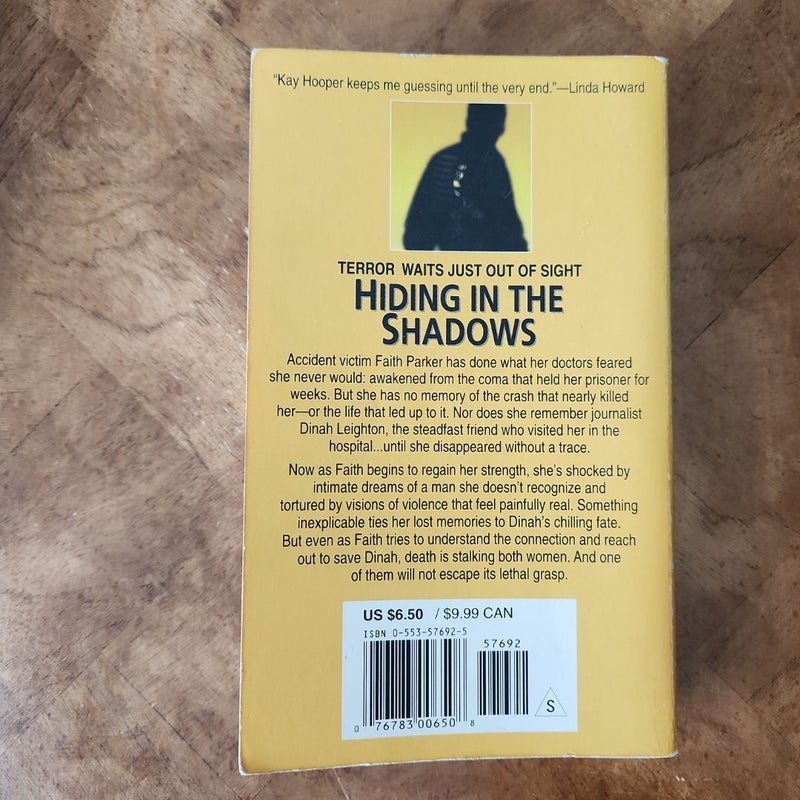 “Kay Hooper keeps me guessing until the very end.”—Linda Howard
TERROR WAITS JUST OUT OF SIGHT
HIDING IN THE
SHADOWS
Accident victim Faith Parker has done what her doctors feared
she never would: awakened from the coma that held her prisoner for
weeks. But she has no memory of the crash that nearly killed
her—or the life that led up to it. Nor does she remember journalist
Dinah Leighton, the steadfast friend who visited her in the
hospital...until she disappeared without a trace.
Now as Faith begins to regain her strength, she’s shocked by
intimate dreams of a man she doesn’t recognize and
tortured by visions of violence that feel painfully real. Something
inexplicable ties her lost memories to Dinah’s chilling fate.
But even as Faith tries to understand the connection and reach
out to save Dinah, death is stalking both women. And one
of them will not escape its lethal grasp.
US $6.50 / $9.99 CAN
ISBN 0-553-57692-5
57692
S
0 76783 00650 8